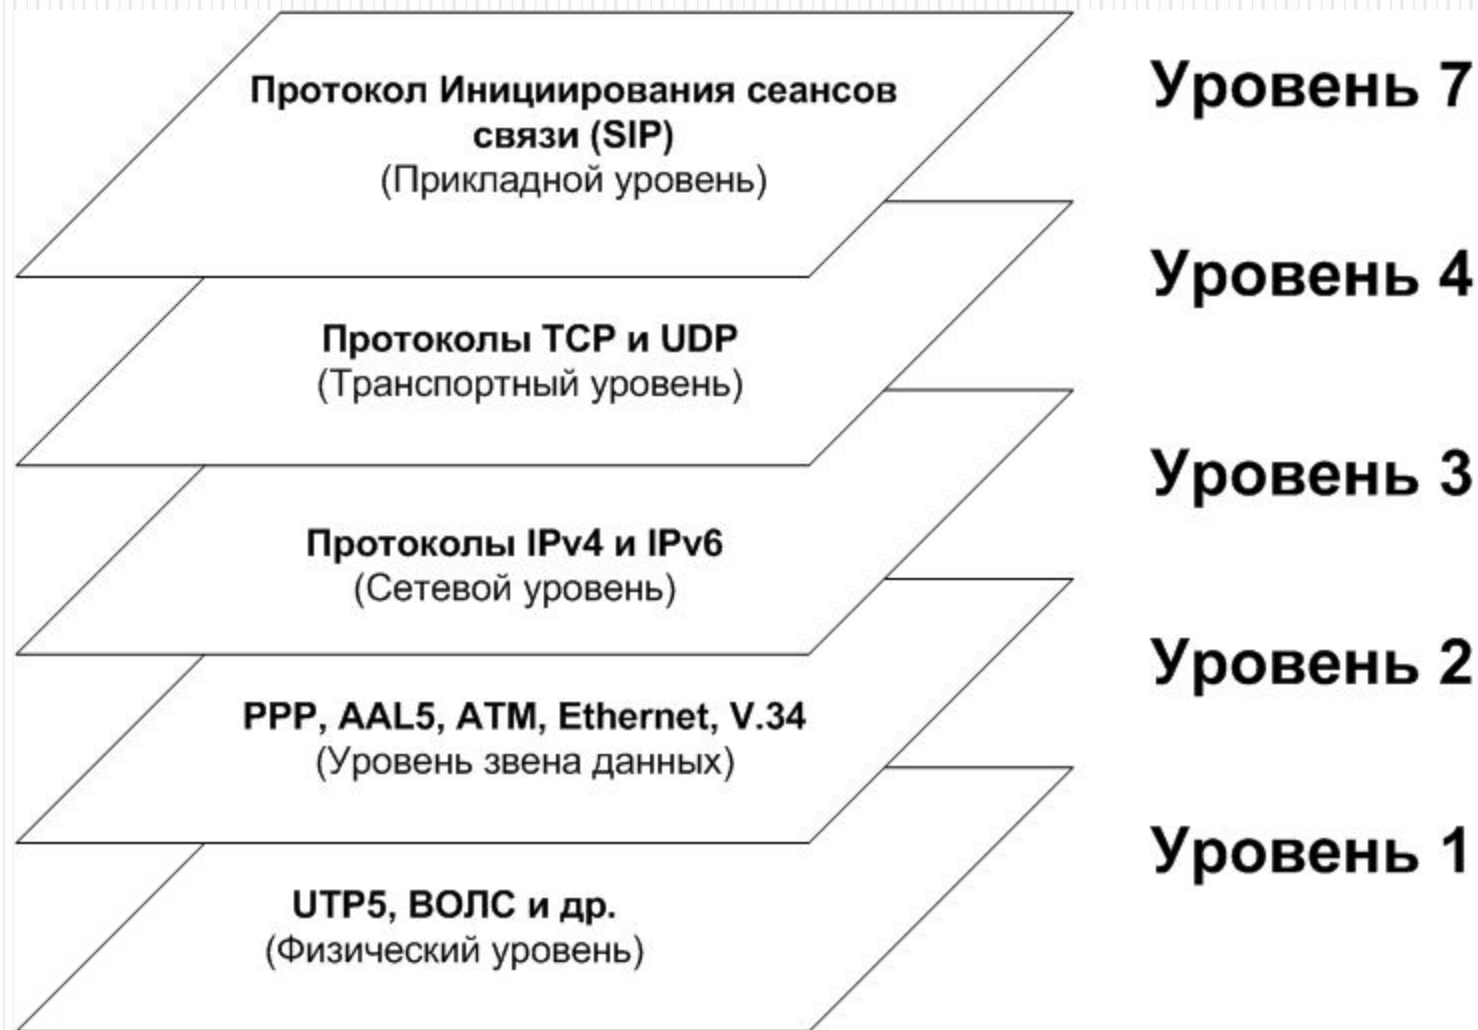 Протокол Инициирования сеансов
связи (SIP)
(Прикладной уровень)
Уровень 7
Протоколы TCP и UDP
(Транспортный уровень)
Уровень 4
Протоколы IPv4 и IPv6
(Сетевой уровень)
Уровень 3
PPP, AAL5, ATM, Ethernet, V.34
(Уровень звена данных)
Уровень 2
UTP5, ВОЛС и др.
(Физический уровень)
Уровень 1